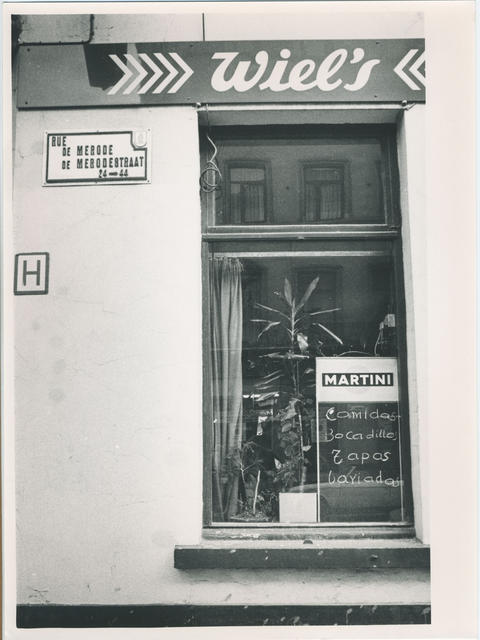 Wiel's
RUE
DE MERODE
DE MERODESTRAAT
24 — 44
H
MARTINI
Comidas
Bocadillos
Tapas
Variadas